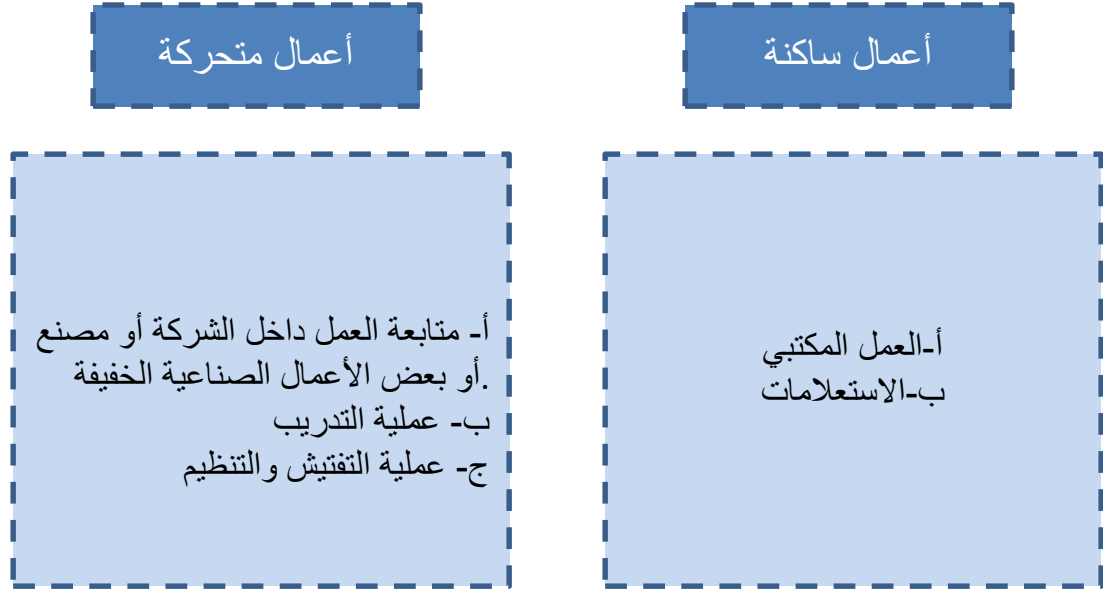 أعمال ساكنة
أ-العمل المكتبي
ب-الاستعلامات
أعمال متحركة
أ- متابعة العمل داخل الشركة أو مصنع
أو بعض الأعمال الصناعية الخفيفة.
ب- عملية التدريب
ج- عملية التفتيش والتنظيم